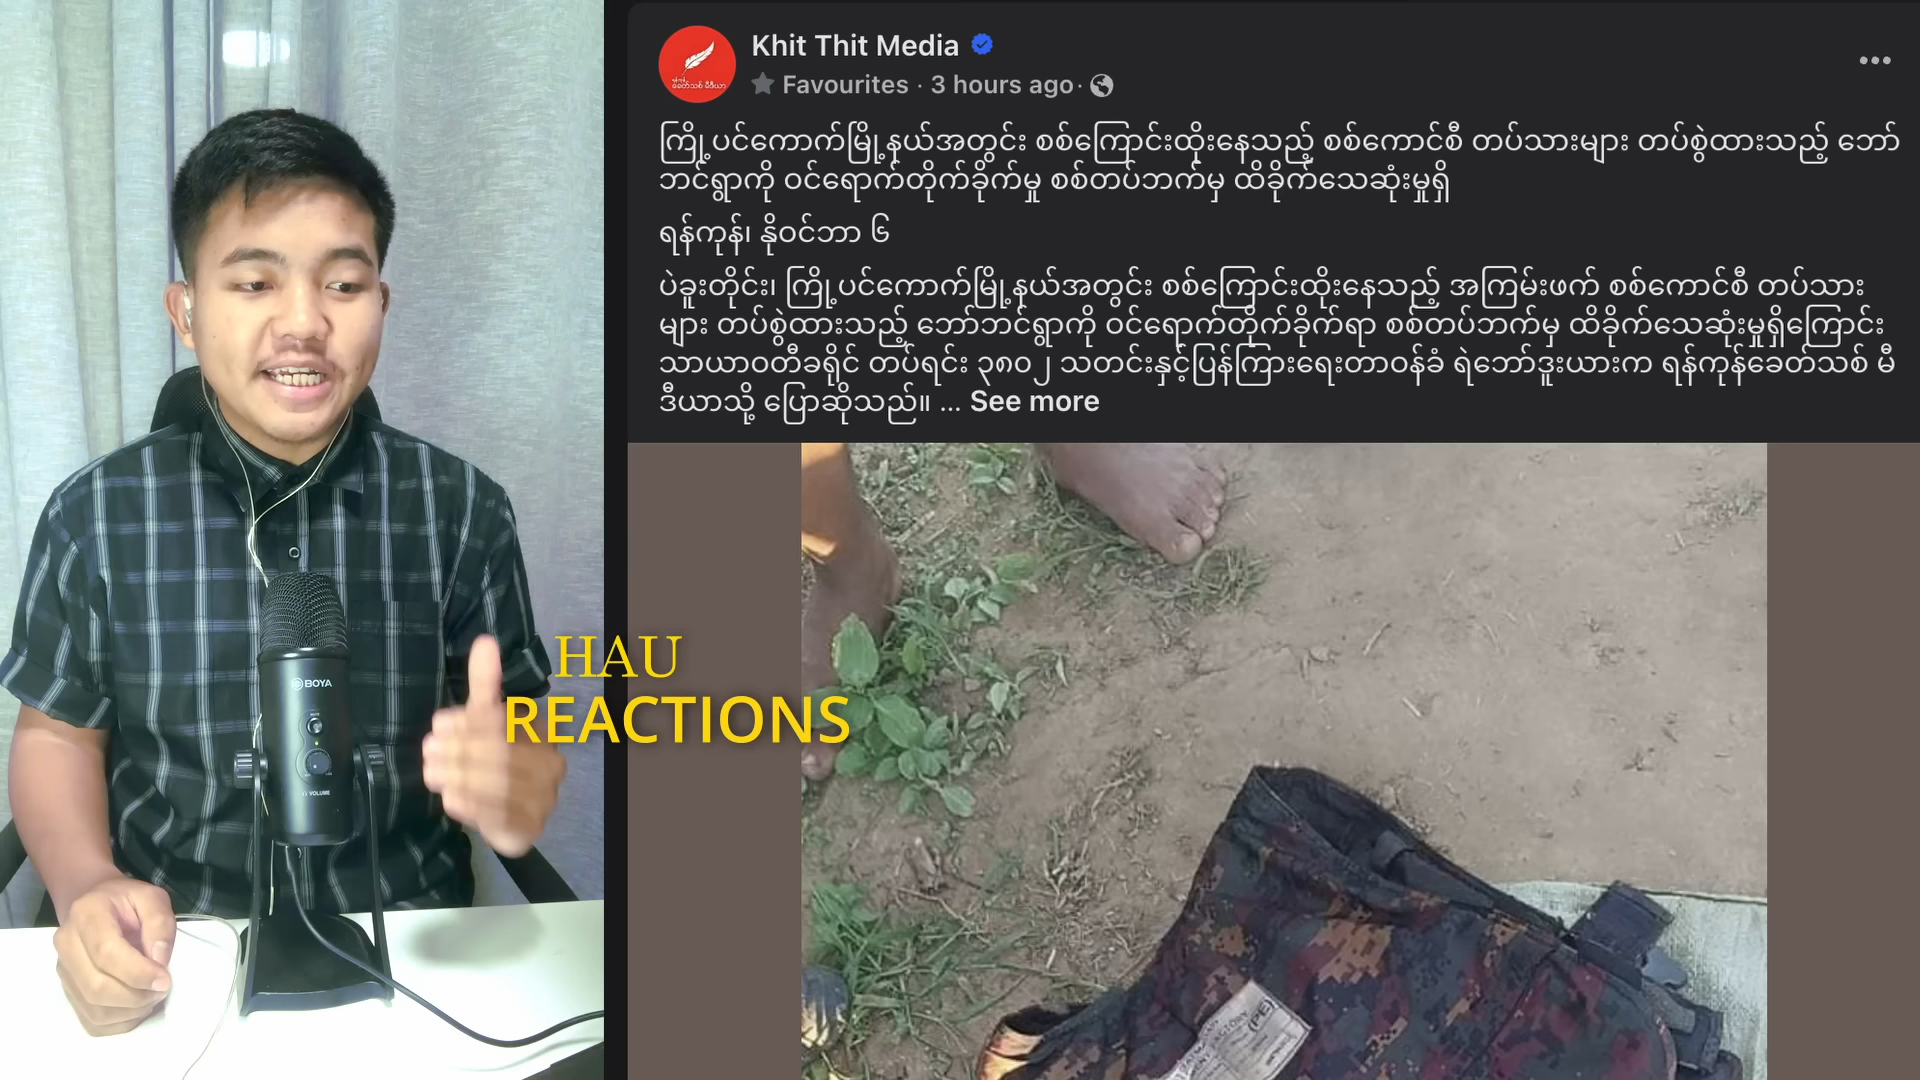 Khit Thit Media
Favourites · 3 hours ago ·
ကြို့ပင်ကောက်မြို့နယ်အတွင်း စစ်ကြောင်းထိုးနေသည့် စစ်ကောင်စီ တပ်သားများ တပ်စွဲထားသည့် ဘော်
ဘင်ရွာကို ဝင်ရောက်တိုက်ခိုက်မှု စစ်တပ်ဘက်မှ ထိခိုက်သေဆုံးမှုရှိ
ရန်ကုန်၊ နိုဝင်ဘာ ၆
ပဲခူးတိုင်း၊ ကြို့ပင်ကောက်မြို့နယ်အတွင်း စစ်ကြောင်းထိုးနေသည့် အကြမ်းဖက် စစ်ကောင်စီ တပ်သား
များ တပ်စွဲထားသည့် ဘော်ဘင်ရွာကို ဝင်ရောက်တိုက်ခိုက်ရာ စစ်တပ်ဘက်မှ ထိခိုက်သေဆုံးမှုရှိကြောင်း
သာယာဝတီခရိုင် တပ်ရင်း ၃၈၀၂ သတင်းနှင့်ပြန်ကြားရေးတာဝန်ခံ ရဲဘော်ဒူးယားက ရန်ကုန်ခေတ်သစ် မီ
ဒီယာသို့ ပြောဆိုသည်။ ... See more
HAU
REACTIONS
BOYA
VOLUME
(PE)